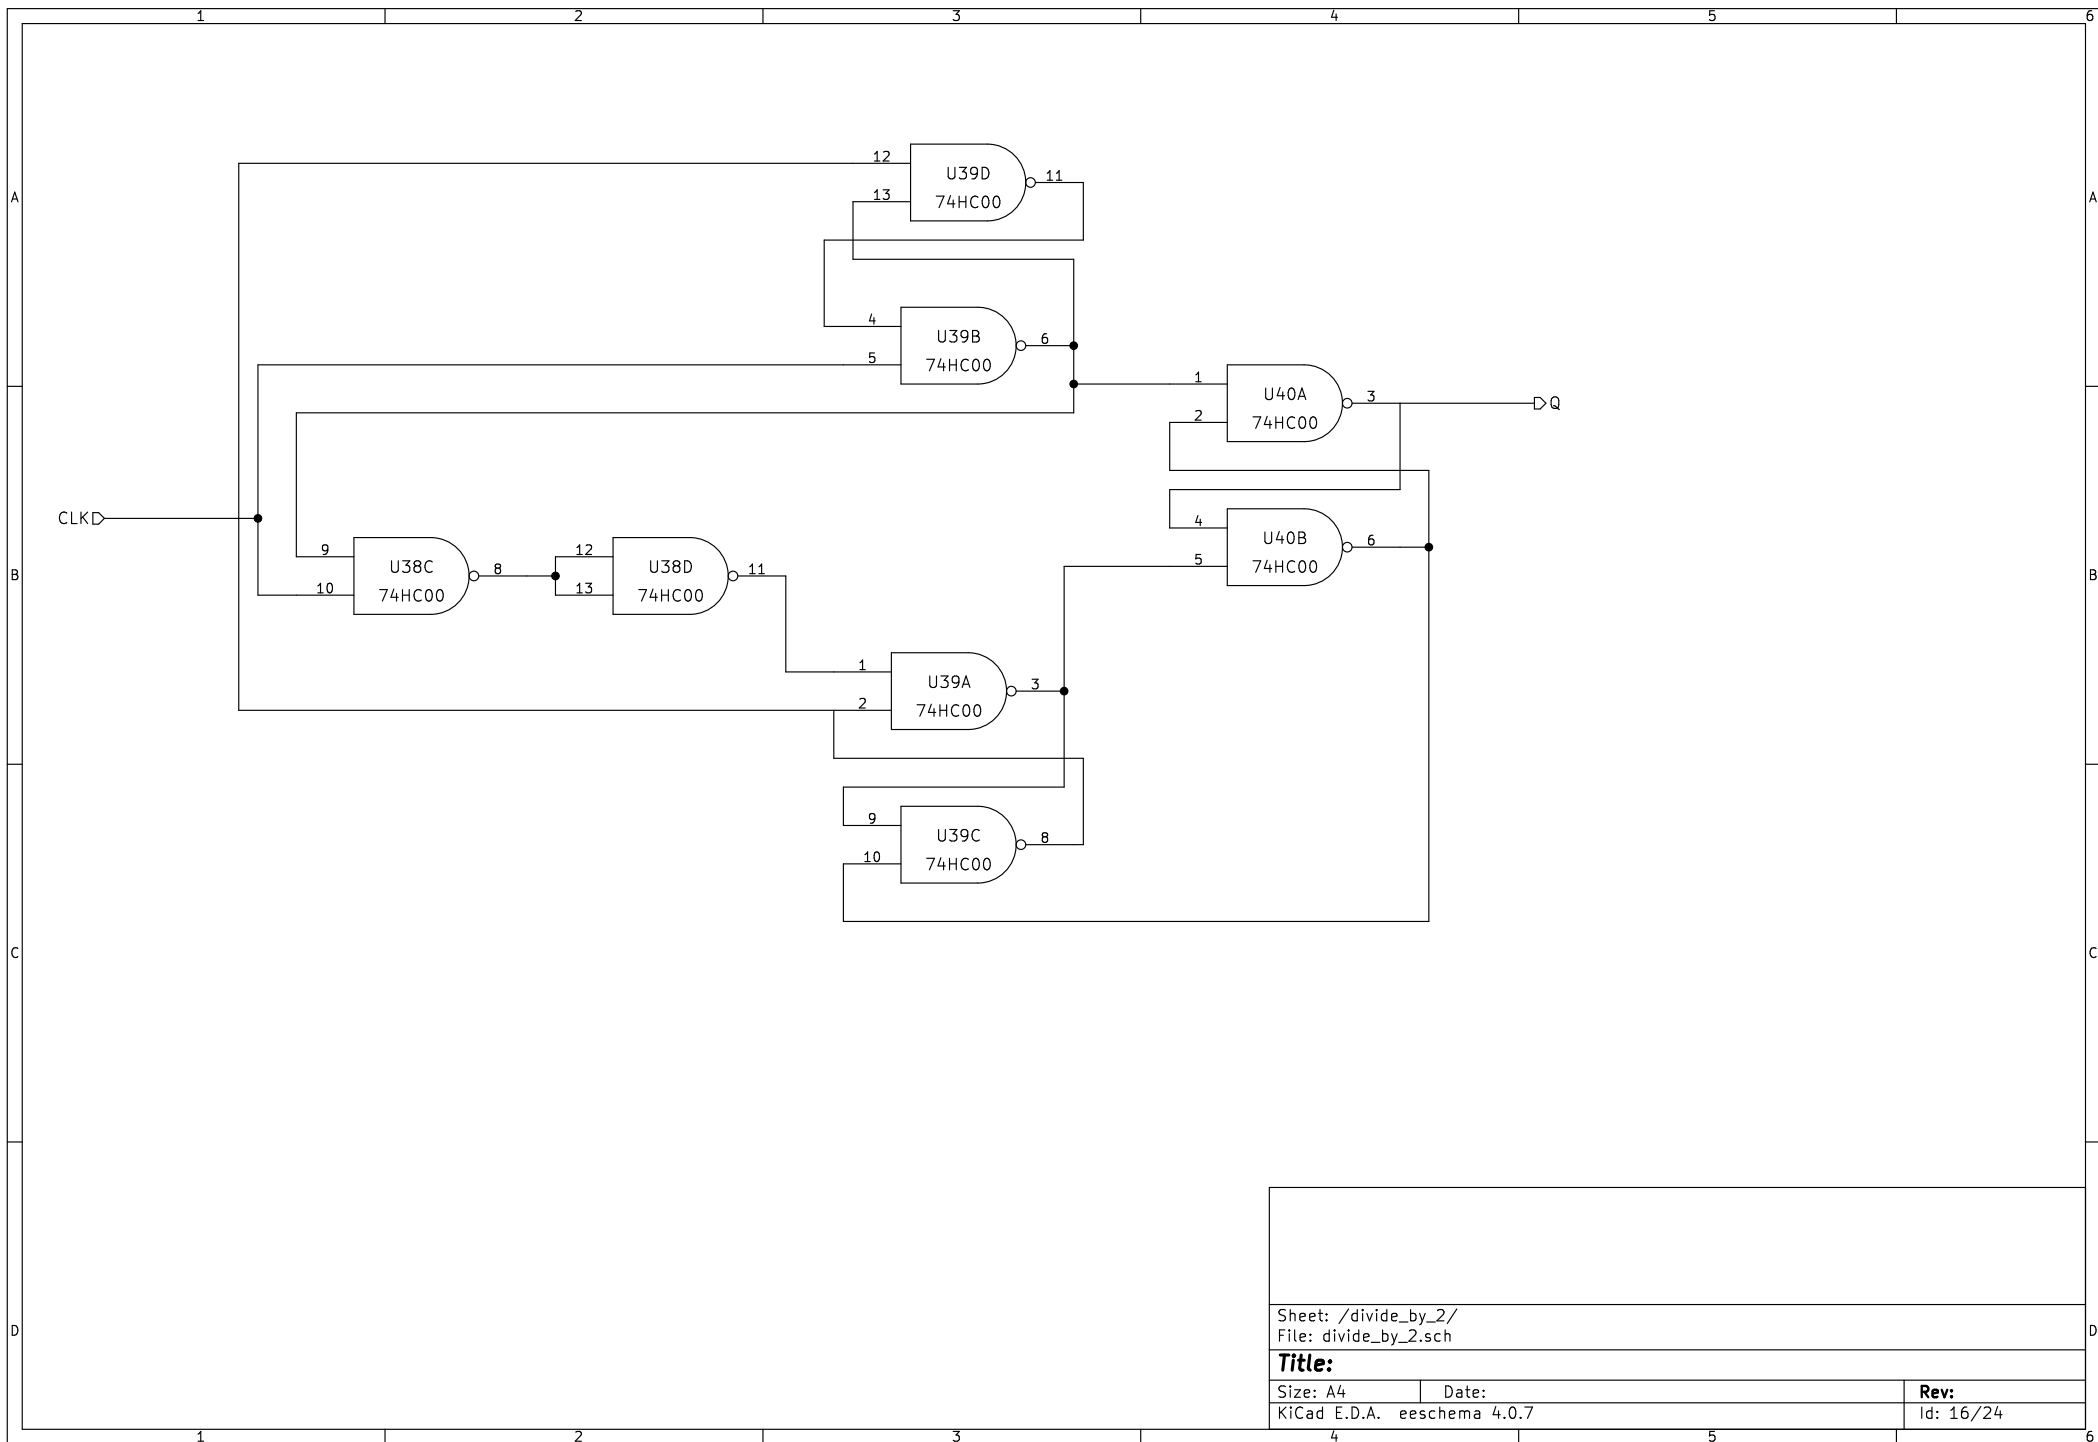 1 2 3 4 5 6
12
U39D
11
A
13
74HC00
A
4
U39B
6
5
74HC00
1
U40A
3
Q
2
74HC00
CLK
4
U40B
6
9
U38C
8
12
U38D
11
5
74HC00
B
10
74HC00
13
74HC00
B
1
U39A
3
2
74HC00
9
U39C
8
10
74HC00
C
C
Sheet: /divide_by_2/
D
File: divide_by_2.sch
D
Title:
Size: A4 Date: Rev:
KiCad E.D.A. eeschema 4.0.7 Id: 16/24
1 2 3 4 5 6